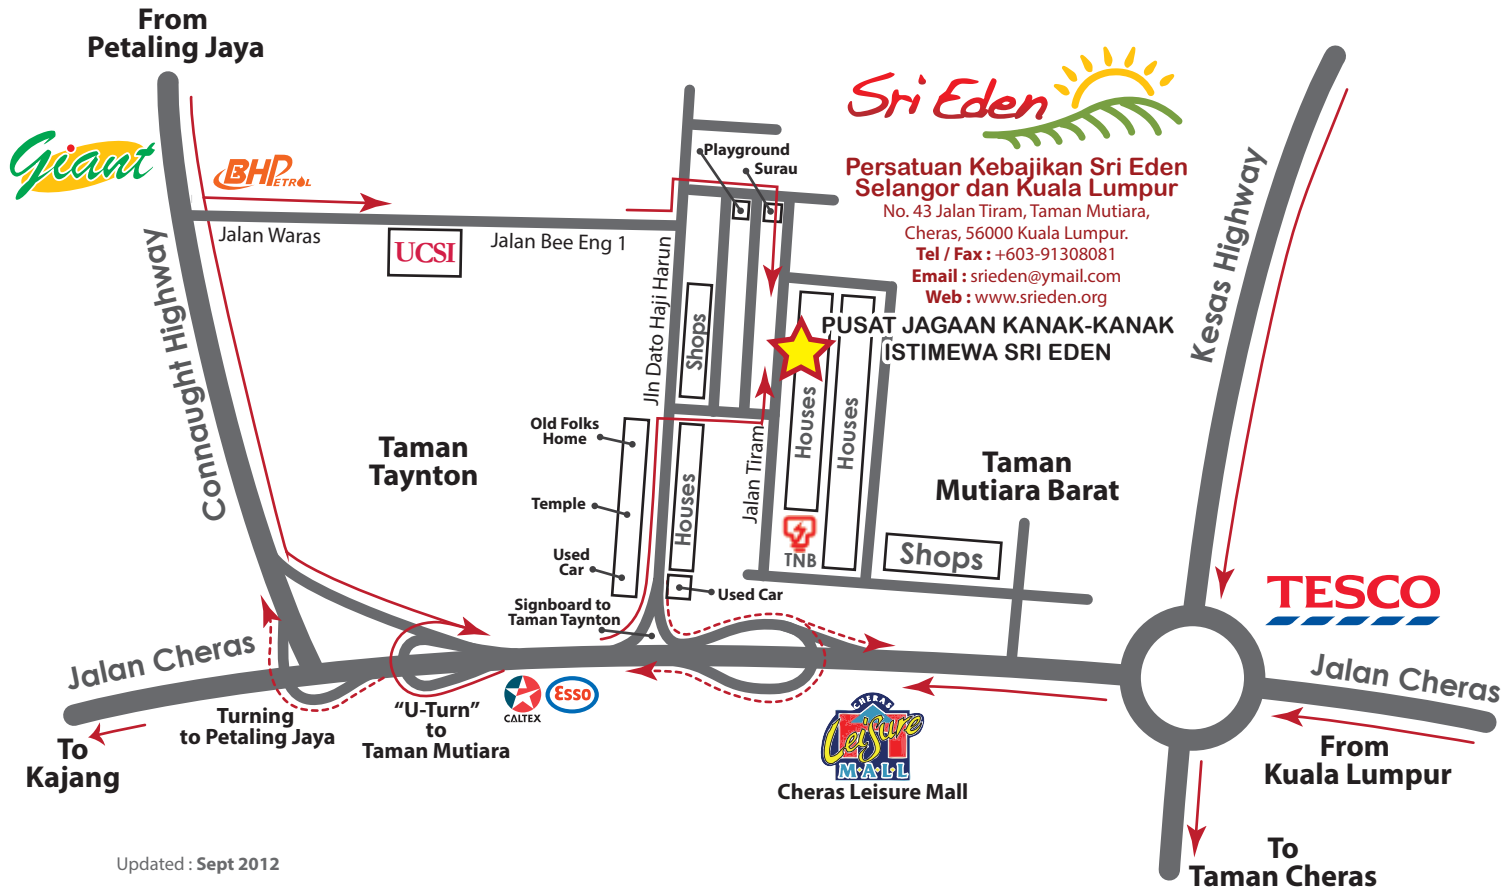 From
Petaling Jaya
Giant
BHPETROL
Jalan Waras
UCSI
Jalan Bee Eng 1
Connaught Highway
Playground
Surau
Sri Eden
Persatuan Kebajikan Sri Eden
Selangor dan Kuala Lumpur
No. 43 Jalan Tiram, Taman Mutiara,
Cheras, 56000 Kuala Lumpur.
Tel / Fax : +603-91308081
Email : srieden@ymail.com
Web : www.srieden.org
PUSAT JAGAAN KANAK-KANAK
ISTIMEWA SRI EDEN
Kesas Highway
Jln Dato Haji Harun
Shops
Houses
Houses
Houses
Jalan Tiram
Taman
Taynton
Old Folks
Home
Temple
Used
Car
Signboard to
Taman Taynton
Used Car
TNB
Taman
Mutiara Barat
Shops
TESCO
Jalan Cheras
Jalan Cheras
To
Kajang
Turning
to Petaling Jaya
"U-Turn"
to
Taman Mutiara
CALTEX
Esso
CHERAS
Leisure
MALL
Cheras Leisure Mall
From
Kuala Lumpur
To
Taman Cheras
Updated : Sept 2012